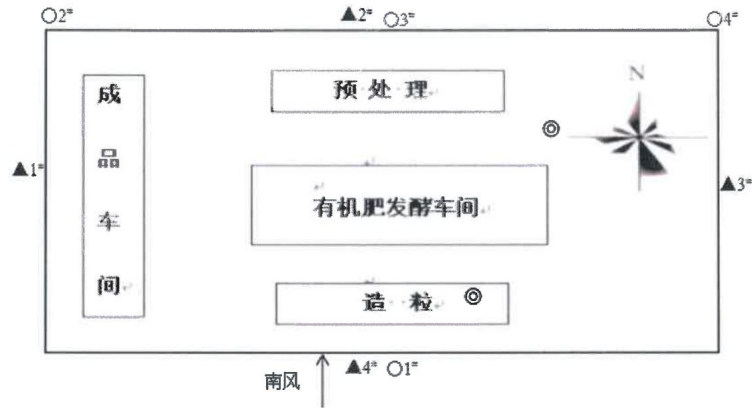 ○2# ▲2# ○3# ○4#
N
预 处 理
成品车间
◎
▲1# ▲3#
有机肥发酵车间
造 粒 ◎
南风 ▲4# ○1#